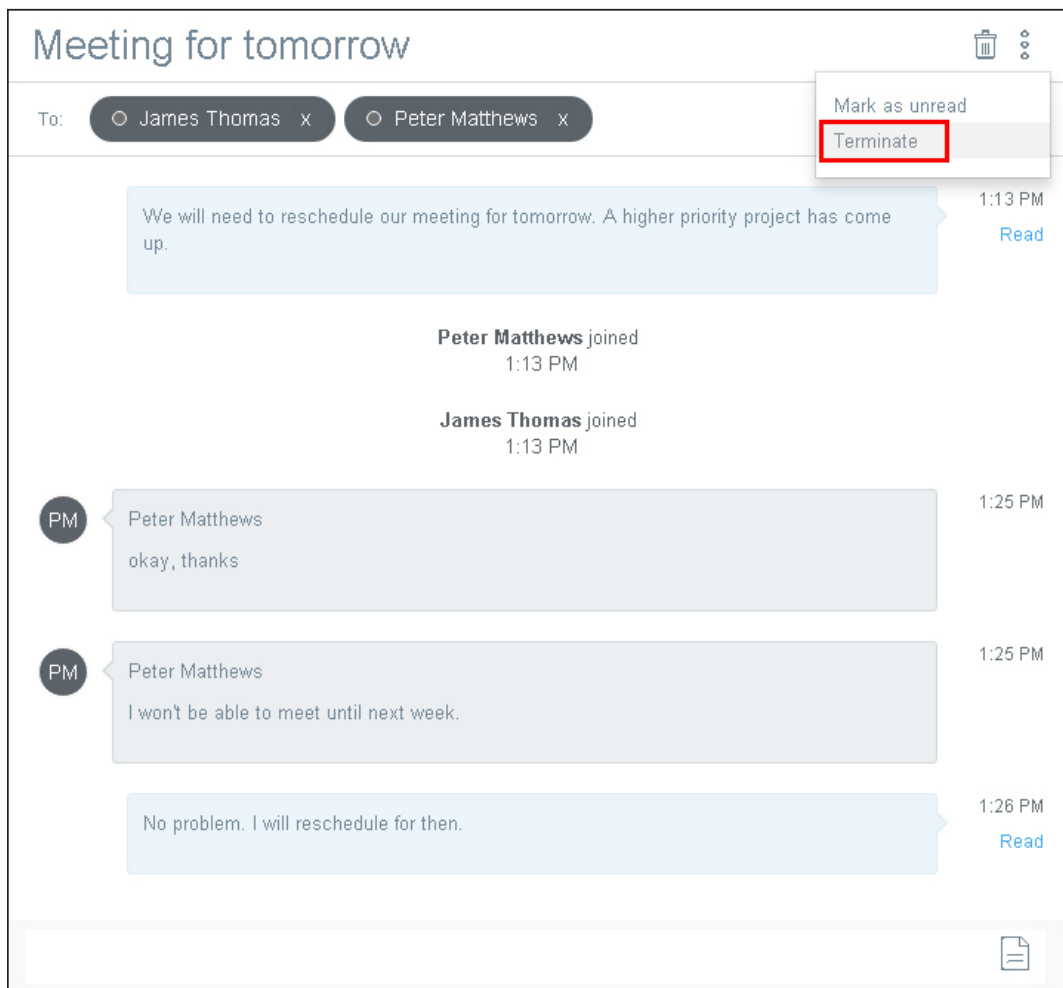 Meeting for tomorrow
To: James Thomas x Peter Matthews x
Mark as unread
Terminate
We will need to reschedule our meeting for tomorrow. A higher priority project has come
up.
1:13 PM
Read
Peter Matthews joined
1:13 PM
James Thomas joined
1:13 PM
PM
Peter Matthews
okay, thanks
1:25 PM
PM
Peter Matthews
I won't be able to meet until next week.
1:25 PM
No problem. I will reschedule for then.
1:26 PM
Read